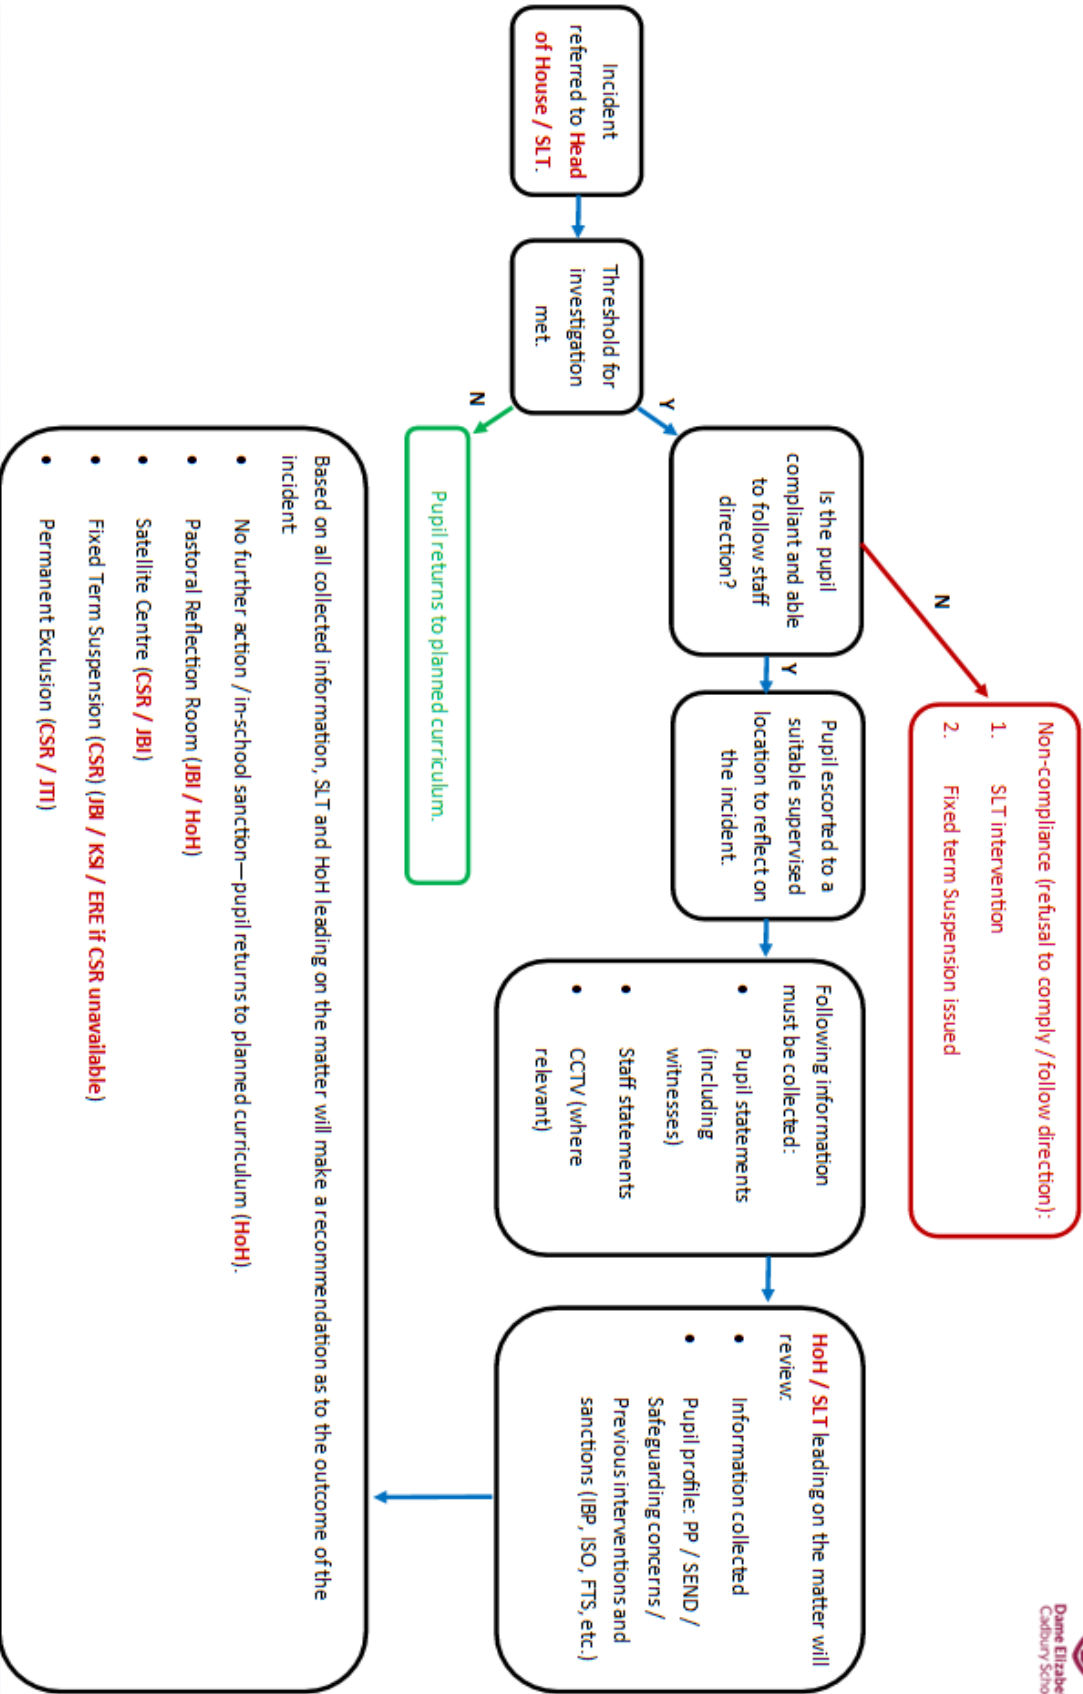 Dame Elizabe
Cadbury Scho
Incident
referred to Head
of House / SLT.
Threshold for
investigation
met.
Y
N
Is the pupil
compliant and able
to follow staff
direction?
N
Y
Non-compliance (refusal to comply / follow direction):
1. SLT intervention
2. Fixed term Suspension issued
Pupil escorted to a
suitable supervised
location to reflect on
the incident.
Following information
must be collected:
• Pupil statements
(including
witnesses)
• Staff statements
• CCTV (where
relevant)
HoH / SLT leading on the matter will
review:
• Information collected
• Pupil profile: PP / SEND /
Safeguarding concerns /
Previous interventions and
sanctions (IBP, ISO, FTS, etc.)
Pupil returns to planned curriculum.
Based on all collected information, SLT and HoH leading on the matter will make a recommendation as to the outcome of the
incident:
• No further action / in-school sanction—pupil returns to planned curriculum (HoH).
• Pastoral Reflection Room (JBI / HoH)
• Satellite Centre (CSR / JBI)
• Fixed Term Suspension (CSR) (JBI / KSI / ERE if CSR unavailable)
• Permanent Exclusion (CSR / JTI)